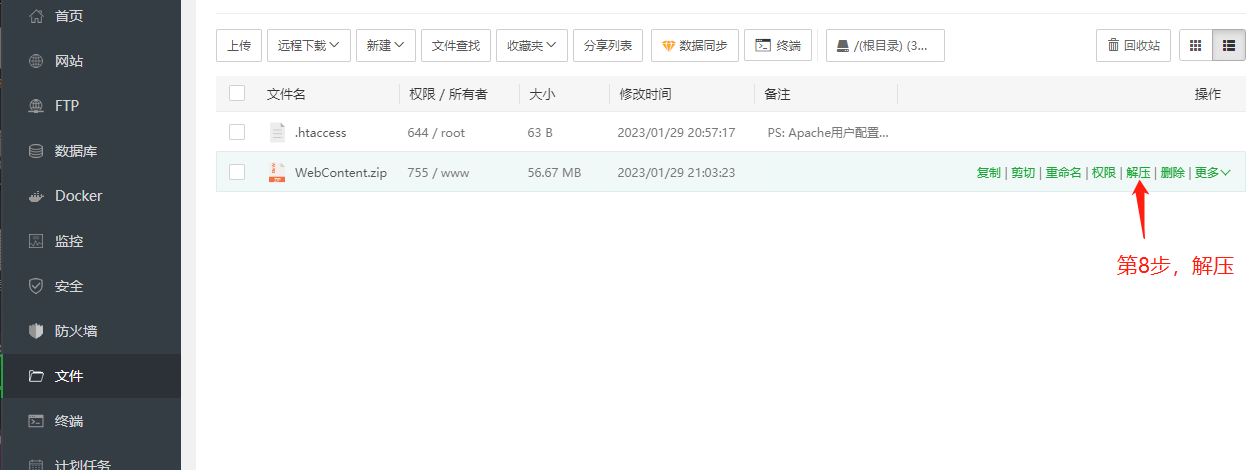 首页
网站
FTP
数据库
Docker
监控
安全
防火墙
文件
终端
计划任务
上传 远程下载 新建 文件查找 收藏夹 分享列表 数据同步 终端 /(根目录) (3... 回收站
文件名 权限 / 所有者 大小 修改时间 备注 操作
.htaccess 644 / root 63 B 2023/01/29 20:57:17 PS: Apache用户配置...
WebContent.zip 755 / www 56.67 MB 2023/01/29 21:03:23 复制 | 剪切 | 重命名 | 权限 | 解压 | 删除 | 更多
第8步，解压